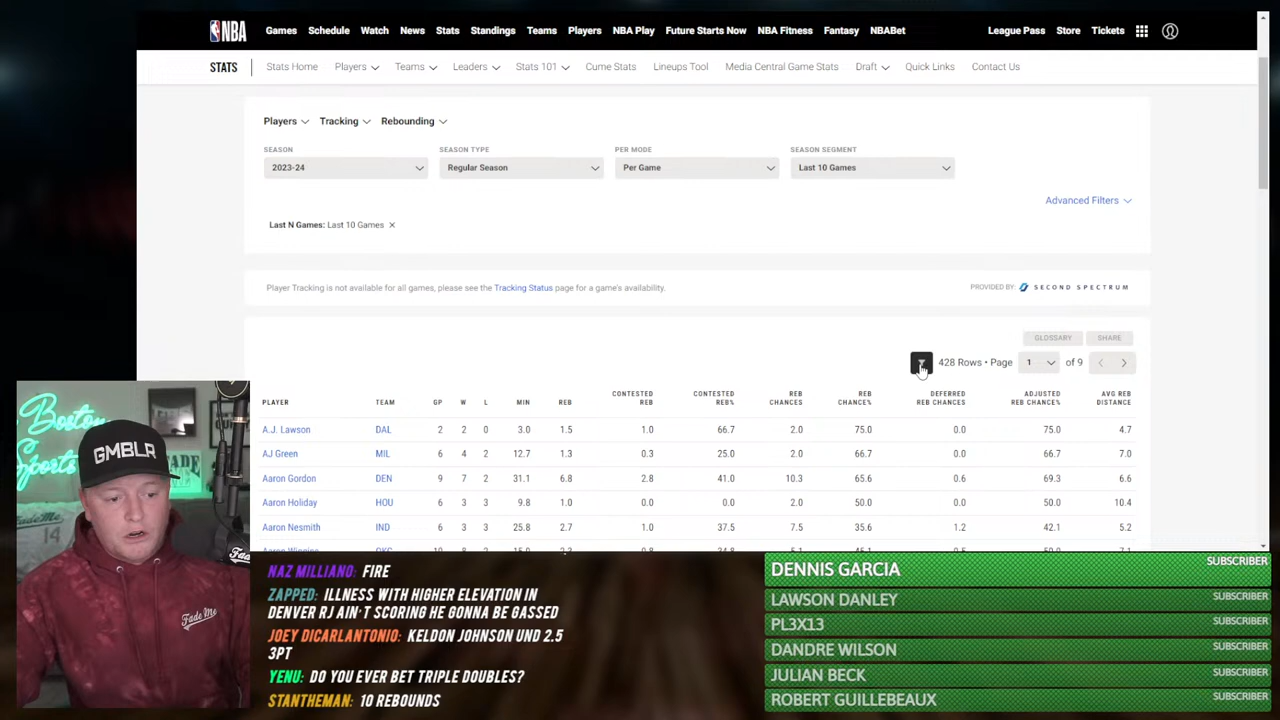 NBA Games Schedule Watch News Stats Standings Teams Players NBA Play Future Starts Now NBA Fitness Fantasy NBABet League Pass Store Tickets
STATS Stats Home Players Teams Leaders Stats 101 Cume Stats Lineups Tool Media Central Game Stats Draft Quick Links Contact Us
Players Tracking Rebounding
SEASON SEASON TYPE PER MODE SEASON SEGMENT
2023-24 Regular Season Per Game Last 10 Games
Advanced Filters
Last N Games: Last 10 Games ×
Player Tracking is not available for all games, please see the Tracking Status page for a game's availability. PROVIDED BY: SECOND SPECTRUM
GLOSSARY SHARE
428 Rows • Page 1 of 9
PLAYER TEAM GP W L MIN REB CONTESTED REB CONTESTED REB% REB CHANCES REB CHANCE% DEFERRED REB CHANCES ADJUSTED REB CHANCE% AVG REB DISTANCE
A.J. Lawson DAL 2 2 0 3.0 1.5 1.0 66.7 2.0 75.0 0.0 75.0 4.7
AJ Green MIL 6 4 2 12.7 1.3 0.3 25.0 2.0 66.7 0.0 66.7 7.0
Aaron Gordon DEN 9 7 2 31.1 6.8 2.8 41.0 10.3 65.6 0.6 69.3 6.6
Aaron Holiday HOU 6 3 3 9.8 1.0 0.0 0.0 2.0 50.0 0.0 50.0 10.4
Aaron Nesmith IND 6 3 3 25.8 2.7 1.0 37.5 7.5 35.6 1.2 42.1 5.2
Boston
Sports
GMBLR
Fade Me
14
NAZ MILLIANO: FIRE
ZAPPED: ILLNESS WITH HIGHER ELEVATION IN
DENVER RJ AIN'T SCORING HE GONNA BE GASSED
JOEY DICARLANTONIO: KELDON JOHNSON UND 2.5
3PT
YENU: DO YOU EVER BET TRIPLE DOUBLES?
STANTHEMAN: 10 REBOUNDS
DENNIS GARCIA SUBSCRIBER
LAWSON DANLEY SUBSCRIBER
PL3X13 SUBSCRIBER
DANDRE WILSON SUBSCRIBER
JULIAN BECK SUBSCRIBER
ROBERT GUILLEBEAUX SUBSCRIBER